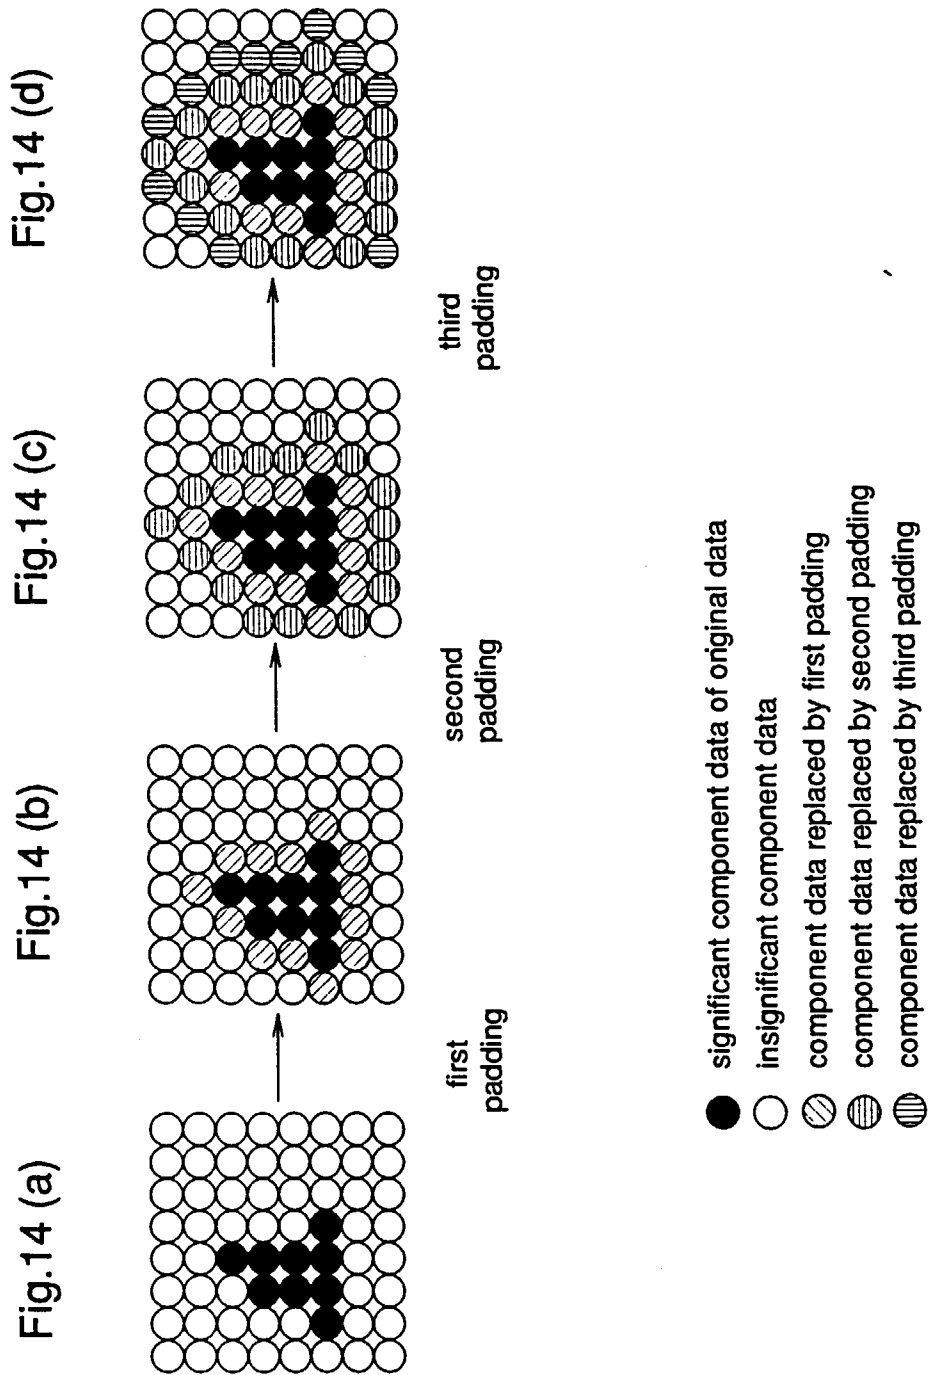 Fig.14 (a)
Fig.14 (b)
Fig.14 (c)
Fig.14 (d)
first
padding
second
padding
third
padding
significant component data of original data
insignificant component data
component data replaced by first padding
component data replaced by second padding
component data replaced by third padding